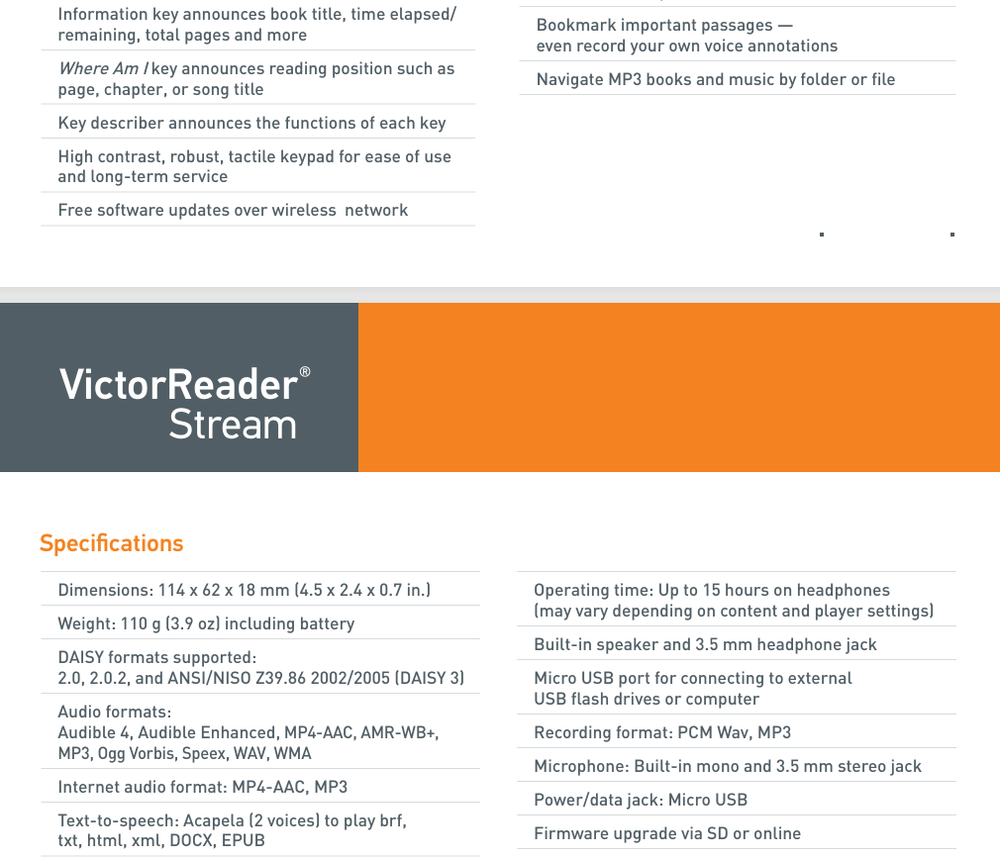 Information key announces book title, time elapsed/
remaining, total pages and more
Where Am I key announces reading position such as
page, chapter, or song title
Key describer announces the functions of each key
High contrast, robust, tactile keypad for ease of use
and long-term service
Free software updates over wireless  network
Bookmark important passages —
even record your own voice annotations
Navigate MP3 books and music by folder or file
VictorReader®
Stream
Specifications
Dimensions: 114 x 62 x 18 mm (4.5 x 2.4 x 0.7 in.)
Weight: 110 g (3.9 oz) including battery
DAISY formats supported:
2.0, 2.0.2, and ANSI/NISO Z39.86 2002/2005 (DAISY 3)
Audio formats:
Audible 4, Audible Enhanced, MP4-AAC, AMR-WB+,
MP3, Ogg Vorbis, Speex, WAV, WMA
Internet audio format: MP4-AAC, MP3
Text-to-speech: Acapela (2 voices) to play brf,
txt, html, xml, DOCX, EPUB
Operating time: Up to 15 hours on headphones
(may vary depending on content and player settings)
Built-in speaker and 3.5 mm headphone jack
Micro USB port for connecting to external
USB flash drives or computer
Recording format: PCM Wav, MP3
Microphone: Built-in mono and 3.5 mm stereo jack
Power/data jack: Micro USB
Firmware upgrade via SD or online